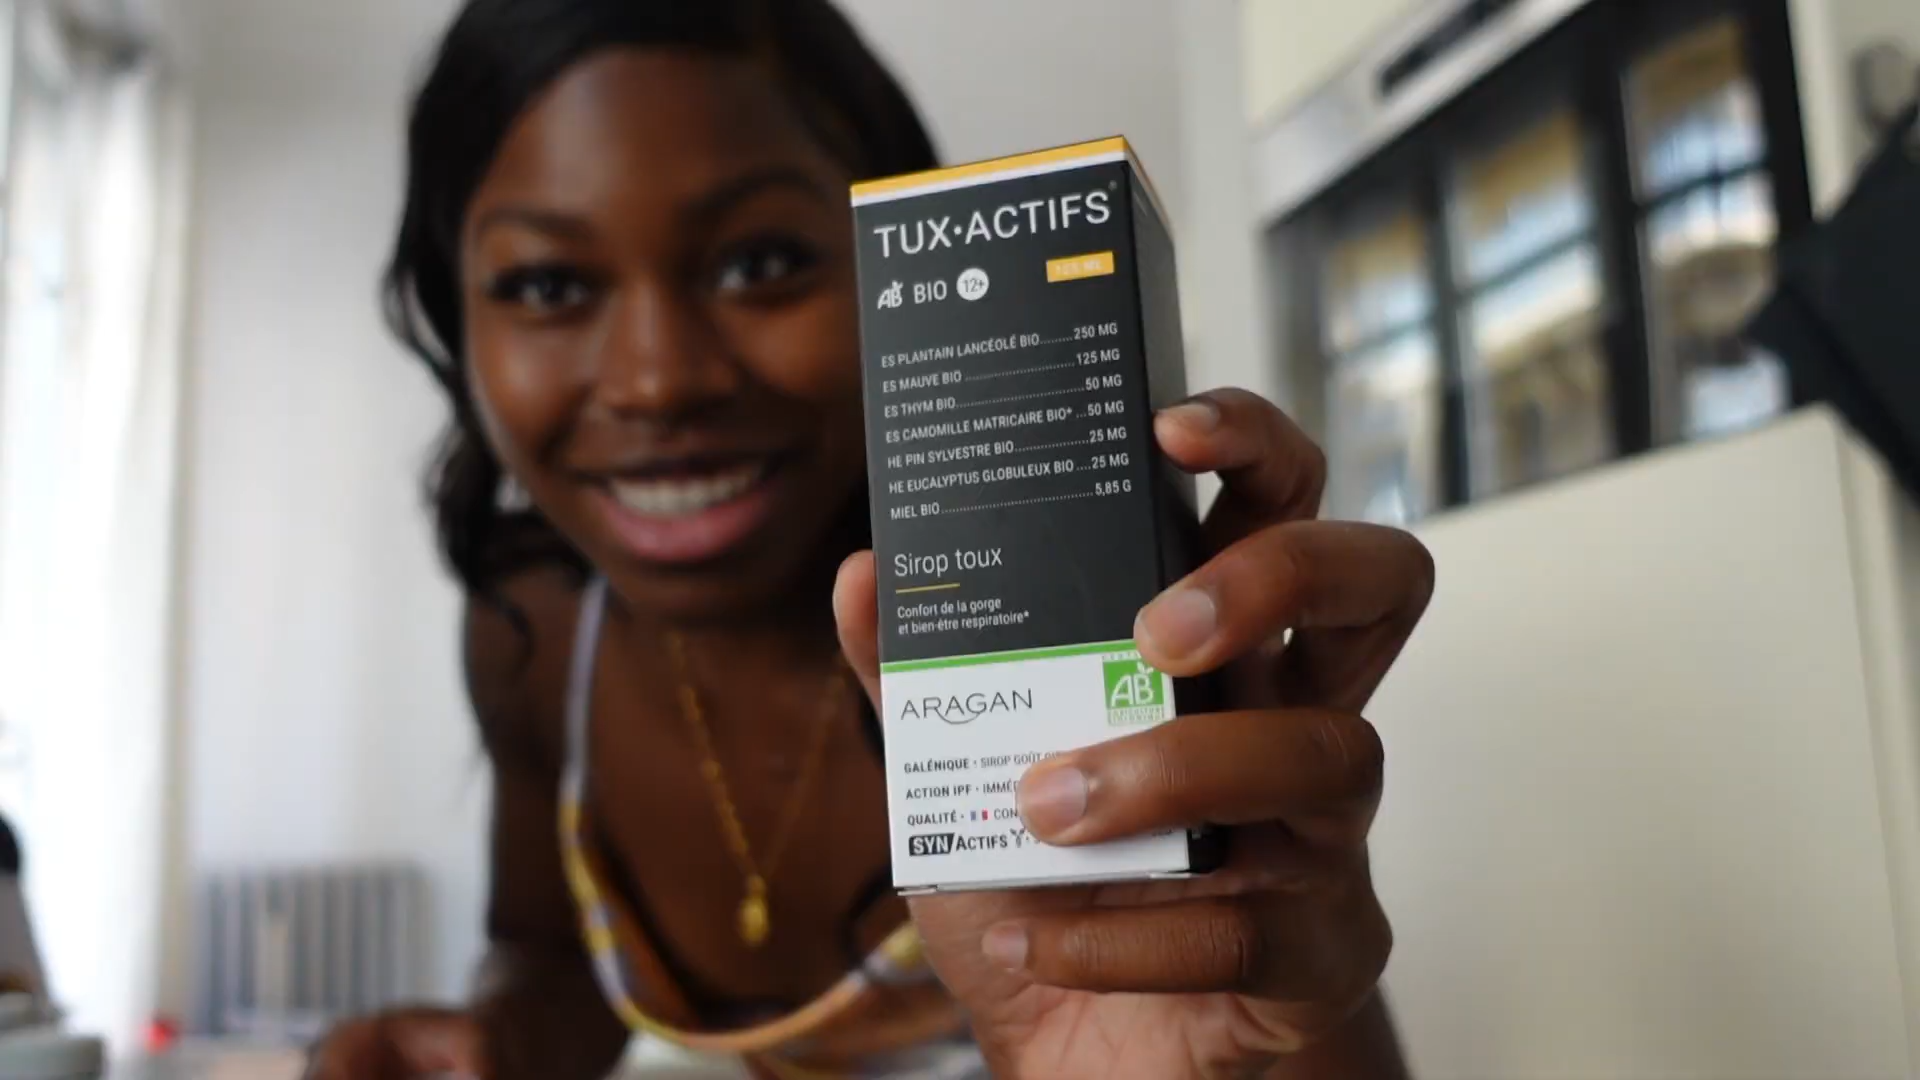 TUX•ACTIFS®
AB BIO 12+
125 ML
ES PLANTAIN LANCÉOLÉ BIO........250 MG
ES MAUVE BIO ............................125 MG
ES THYM BIO................................50 MG
ES CAMOMILLE MATRICAIRE BIO* ...50 MG
HE PIN SYLVESTRE BIO...................25 MG
HE EUCALYPTUS GLOBULEUX BIO ....25 MG
MIEL BIO......................................5,85 G
Sirop toux
Confort de la gorge
et bien-être respiratoire*
ARAGAN
AB
GALÉNIQUE • SIROP GOÛT
ACTION IPF •
QUALITÉ •
SYNACTIFS